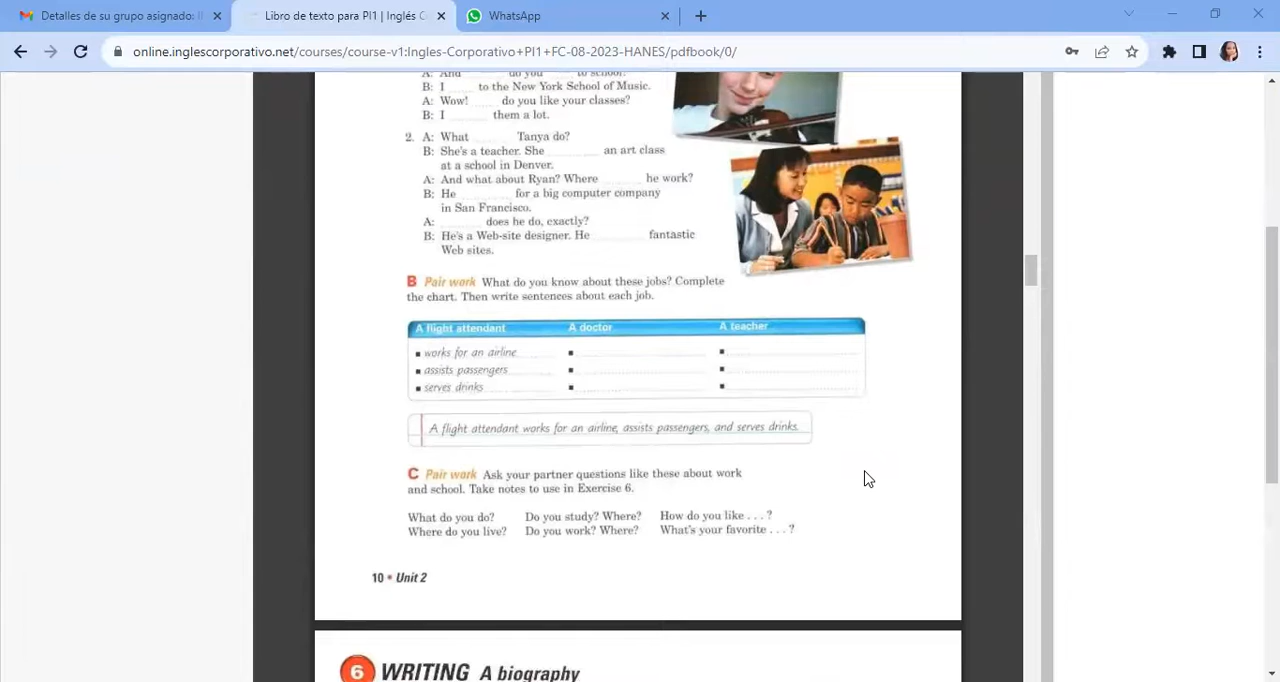 Detalles de su grupo asignado: I
Libro de texto para PI1 | Inglés C
WhatsApp
online.inglescorporativo.net/courses/course-v1:Ingles-Corporativo+PI1+FC-08-2023-HANES/pdfbook/0/
A: And do you to school?
B: I to the New York School of Music.
A: Wow! do you like your classes?
B: I them a lot.
2. A: What Tanya do?
B: She's a teacher. She an art class
at a school in Denver.
A: And what about Ryan? Where he work?
B: He for a big computer company
in San Francisco.
A: does he do, exactly?
B: He's a Web-site designer. He fantastic
Web sites.
B Pair work What do you know about these jobs? Complete
the chart. Then write sentences about each job.
A flight attendant A doctor A teacher
works for an airline
assists passengers
serves drinks
A flight attendant works for an airline, assists passengers, and serves drinks.
C Pair work Ask your partner questions like these about work
and school. Take notes to use in Exercise 6.
What do you do? Do you study? Where? How do you like . . . ?
Where do you live? Do you work? Where? What's your favorite . . . ?
10 • Unit 2
6 WRITING A biography